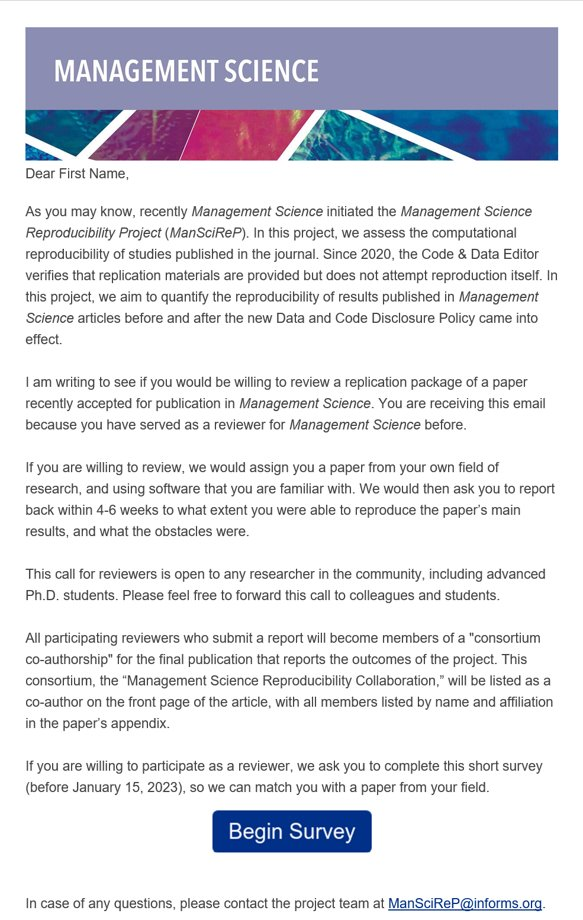 MANAGEMENT SCIENCE
Dear First Name,
As you may know, recently Management Science initiated the Management Science
Reproducibility Project (ManSciReP). In this project, we assess the computational
reproducibility of studies published in the journal. Since 2020, the Code & Data Editor
verifies that replication materials are provided but does not attempt reproduction itself. In
this project, we aim to quantify the reproducibility of results published in Management
Science articles before and after the new Data and Code Disclosure Policy came into
effect.
I am writing to see if you would be willing to review a replication package of a paper
recently accepted for publication in Management Science. You are receiving this email
because you have served as a reviewer for Management Science before.
If you are willing to review, we would assign you a paper from your own field of
research, and using software that you are familiar with. We would then ask you to report
back within 4-6 weeks to what extent you were able to reproduce the paper’s main
results, and what the obstacles were.
This call for reviewers is open to any researcher in the community, including advanced
Ph.D. students. Please feel free to forward this call to colleagues and students.
All participating reviewers who submit a report will become members of a "consortium
co-authorship" for the final publication that reports the outcomes of the project. This
consortium, the “Management Science Reproducibility Collaboration,” will be listed as a
co-author on the front page of the article, with all members listed by name and affiliation
in the paper’s appendix.
If you are willing to participate as a reviewer, we ask you to complete this short survey
(before January 15, 2023), so we can match you with a paper from your field.
Begin Survey
In case of any questions, please contact the project team at ManSciReP@informs.org.